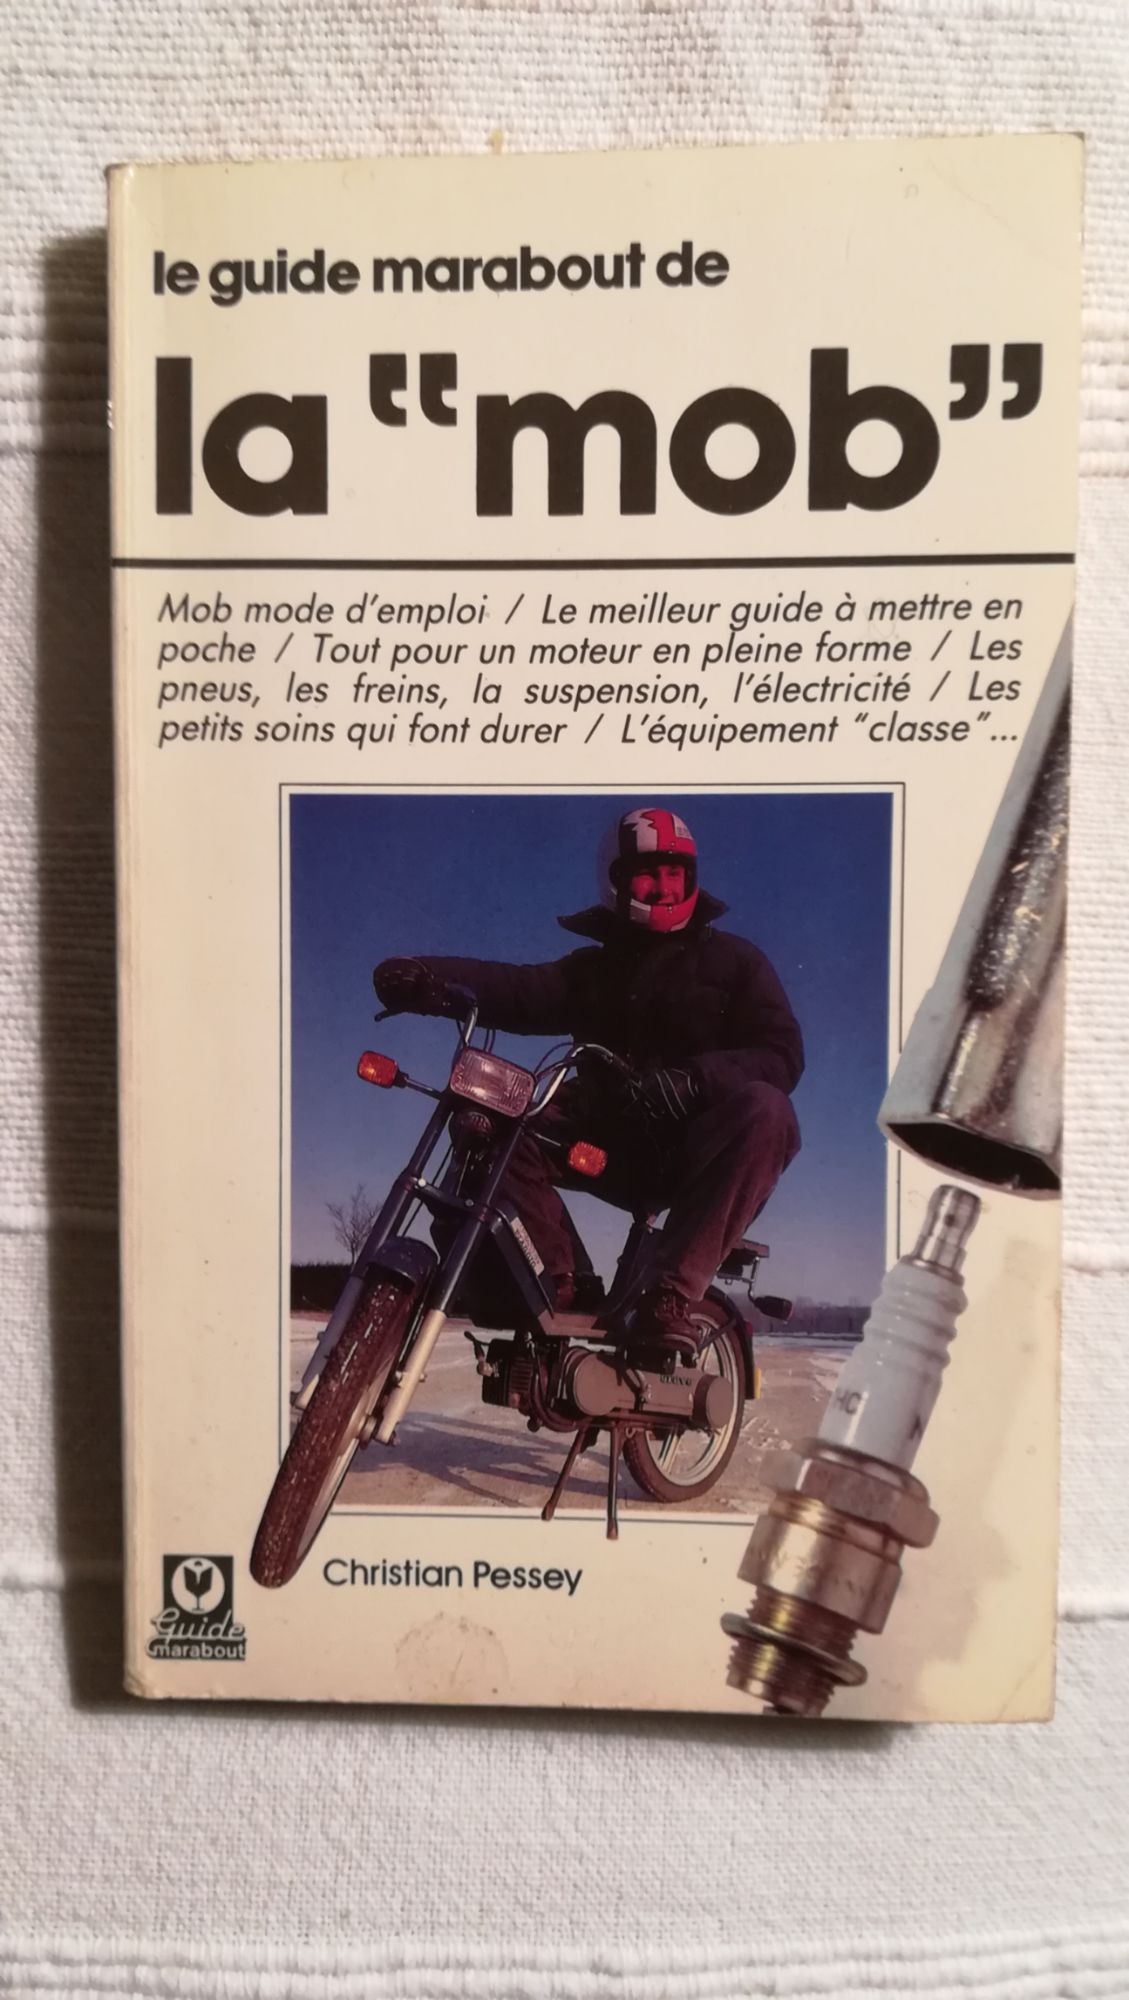 le guide marabout de
la “mob”
Mob mode d'emploi / Le meilleur guide à mettre en
poche / Tout pour un moteur en pleine forme / Les
pneus, les freins, la suspension, l'électricité / Les
petits soins qui font durer / L'équipement “classe”...
HC
N
Christian Pessey
Guide
marabout